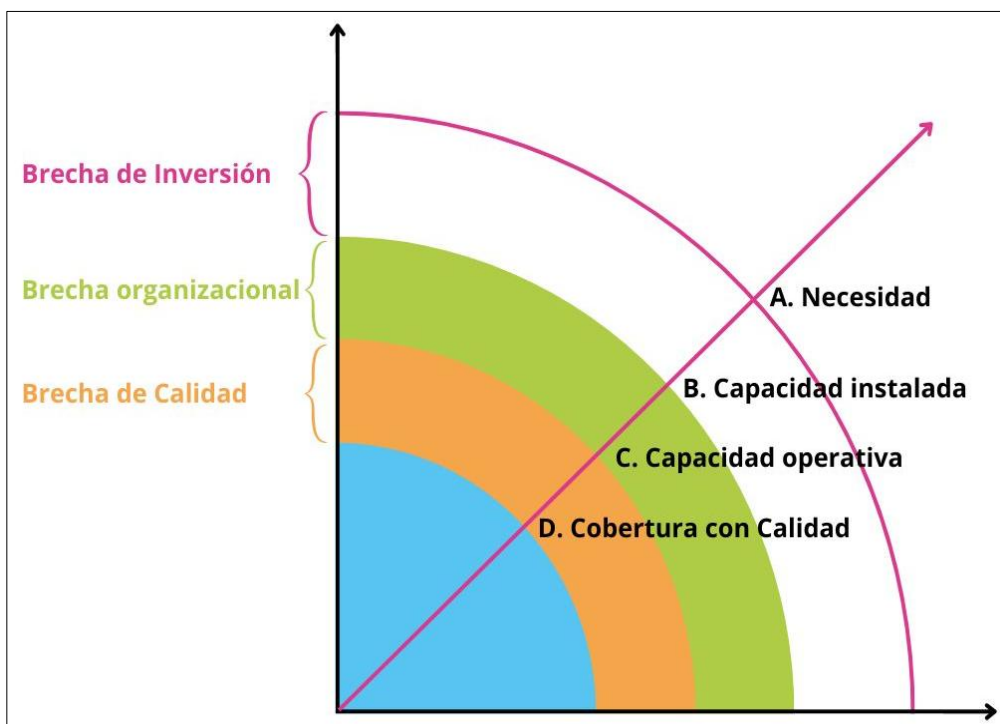 Brecha de Inversión
Brecha organizacional
A. Necesidad
Brecha de Calidad
B. Capacidad instalada
C. Capacidad operativa
D. Cobertura con Calidad